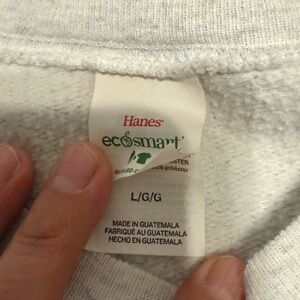 Hanes
ecosmart
L/G/G
MADE IN GUATEMALA
FABRIQUÉ AU GUATEMALA
HECHO EN GUATEMALA